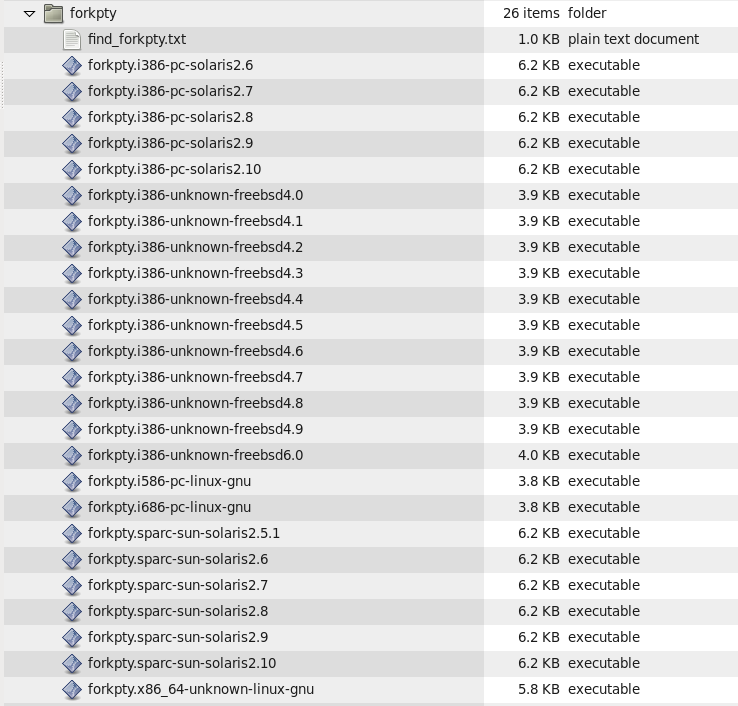 forkpty 26 items folder
find_forkpty.txt 1.0 KB plain text document
forkpty.i386-pc-solaris2.6 6.2 KB executable
forkpty.i386-pc-solaris2.7 6.2 KB executable
forkpty.i386-pc-solaris2.8 6.2 KB executable
forkpty.i386-pc-solaris2.9 6.2 KB executable
forkpty.i386-pc-solaris2.10 6.2 KB executable
forkpty.i386-unknown-freebsd4.0 3.9 KB executable
forkpty.i386-unknown-freebsd4.1 3.9 KB executable
forkpty.i386-unknown-freebsd4.2 3.9 KB executable
forkpty.i386-unknown-freebsd4.3 3.9 KB executable
forkpty.i386-unknown-freebsd4.4 3.9 KB executable
forkpty.i386-unknown-freebsd4.5 3.9 KB executable
forkpty.i386-unknown-freebsd4.6 3.9 KB executable
forkpty.i386-unknown-freebsd4.7 3.9 KB executable
forkpty.i386-unknown-freebsd4.8 3.9 KB executable
forkpty.i386-unknown-freebsd4.9 3.9 KB executable
forkpty.i386-unknown-freebsd6.0 4.0 KB executable
forkpty.i586-pc-linux-gnu 3.8 KB executable
forkpty.i686-pc-linux-gnu 3.8 KB executable
forkpty.sparc-sun-solaris2.5.1 6.2 KB executable
forkpty.sparc-sun-solaris2.6 6.2 KB executable
forkpty.sparc-sun-solaris2.7 6.2 KB executable
forkpty.sparc-sun-solaris2.8 6.2 KB executable
forkpty.sparc-sun-solaris2.9 6.2 KB executable
forkpty.sparc-sun-solaris2.10 6.2 KB executable
forkpty.x86_64-unknown-linux-gnu 5.8 KB executable